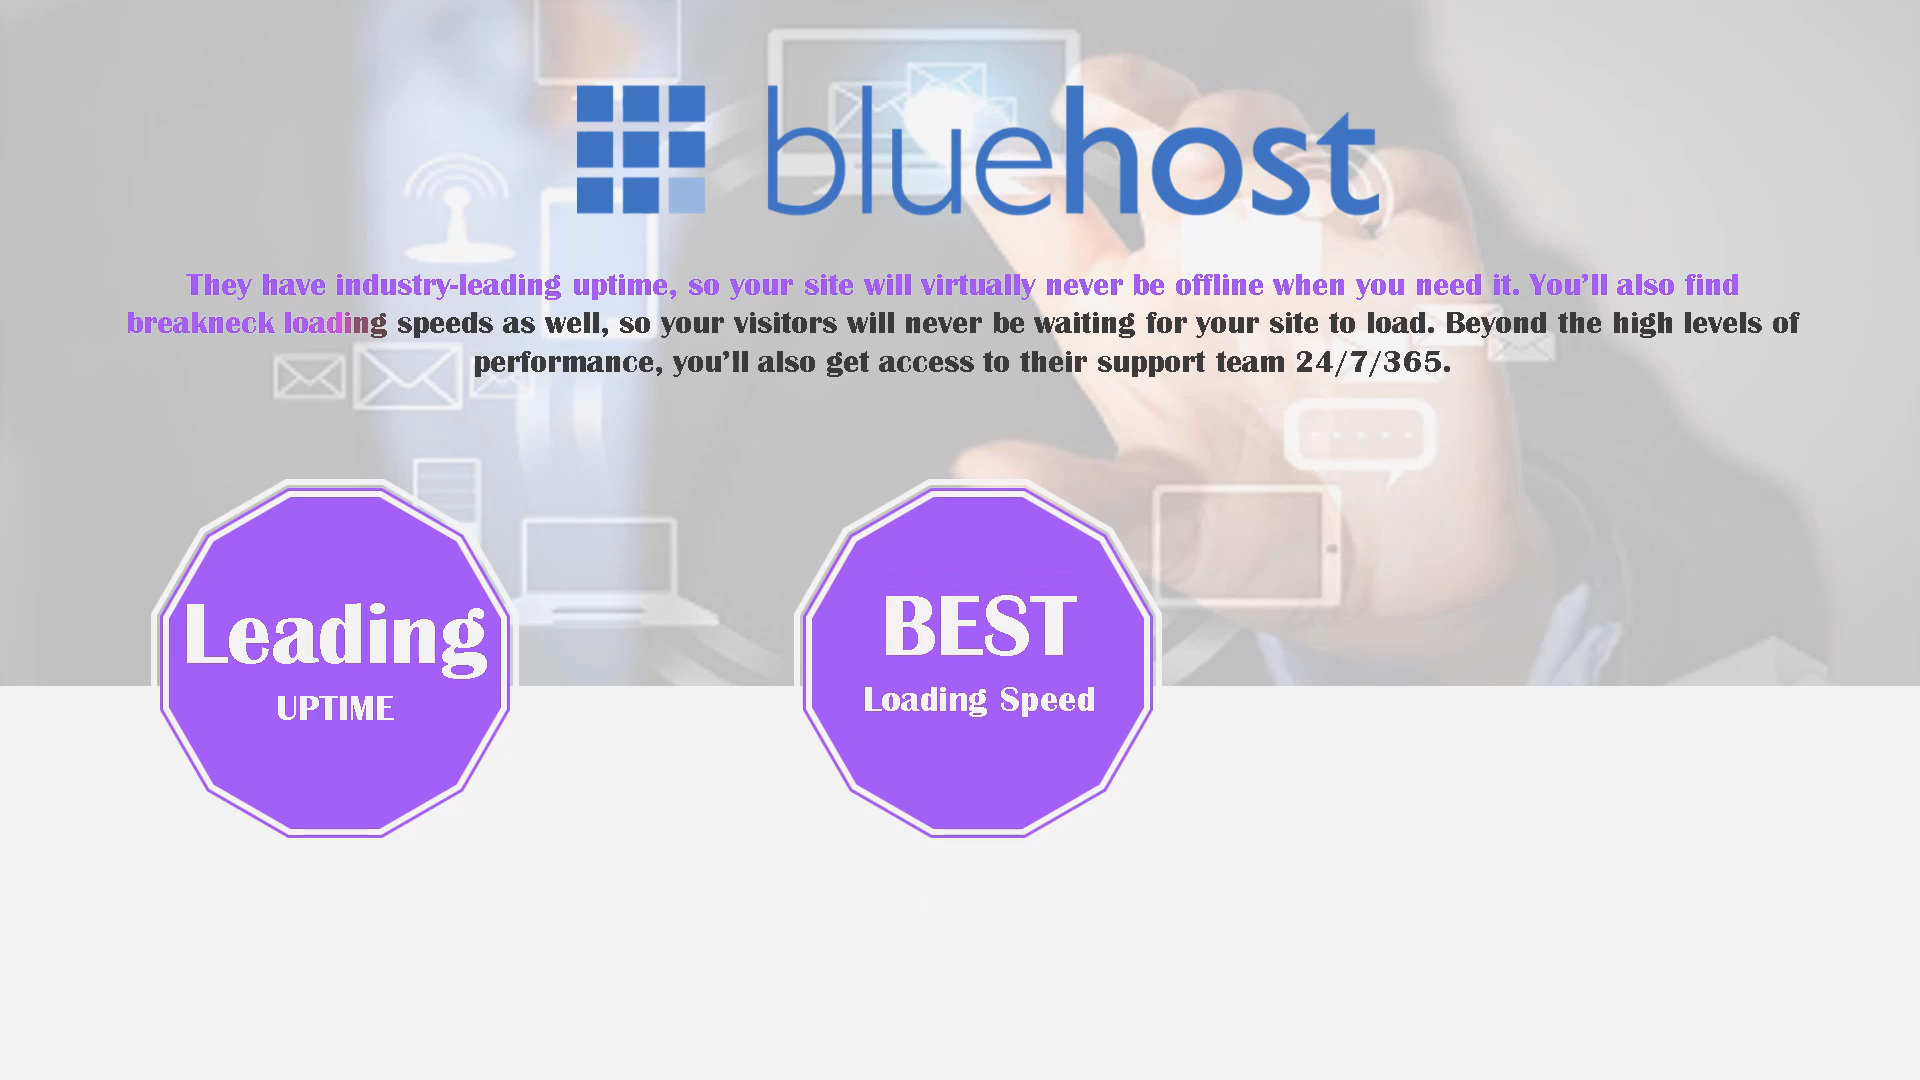 bluehost
They have industry-leading uptime, so your site will virtually never be offline when you need it. You’ll also find
breakneck loading speeds as well, so your visitors will never be waiting for your site to load. Beyond the high levels of
performance, you’ll also get access to their support team 24/7/365.
Leading
UPTIME
BEST
Loading Speed